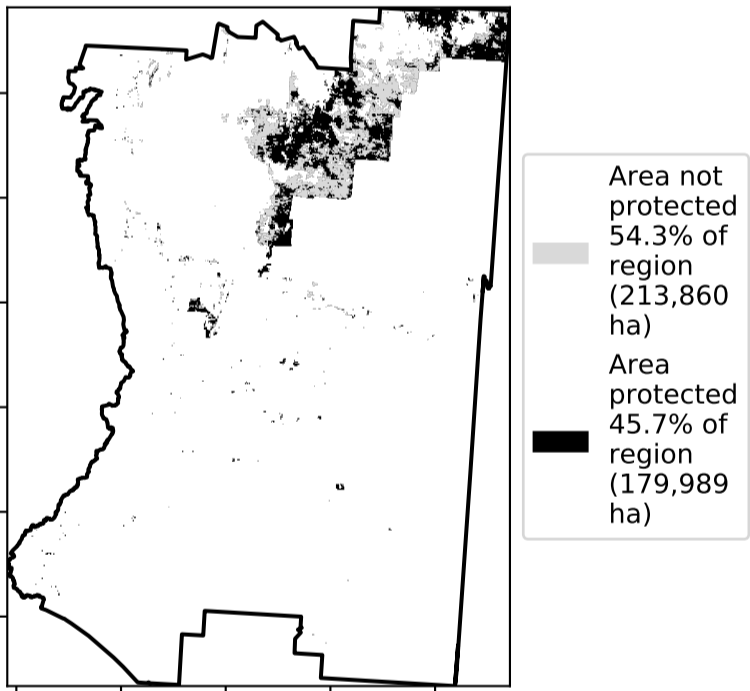 Area not
protected
54.3% of
region
(213,860
ha)
Area
protected
45.7% of
region
(179,989
ha)